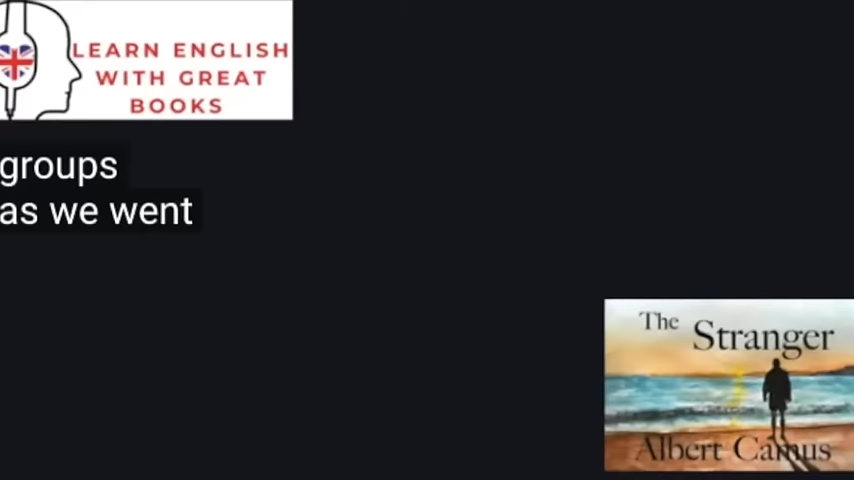 LEARN ENGLISH
WITH GREAT
BOOKS
groups
as we went
The Stranger
Albert Camus